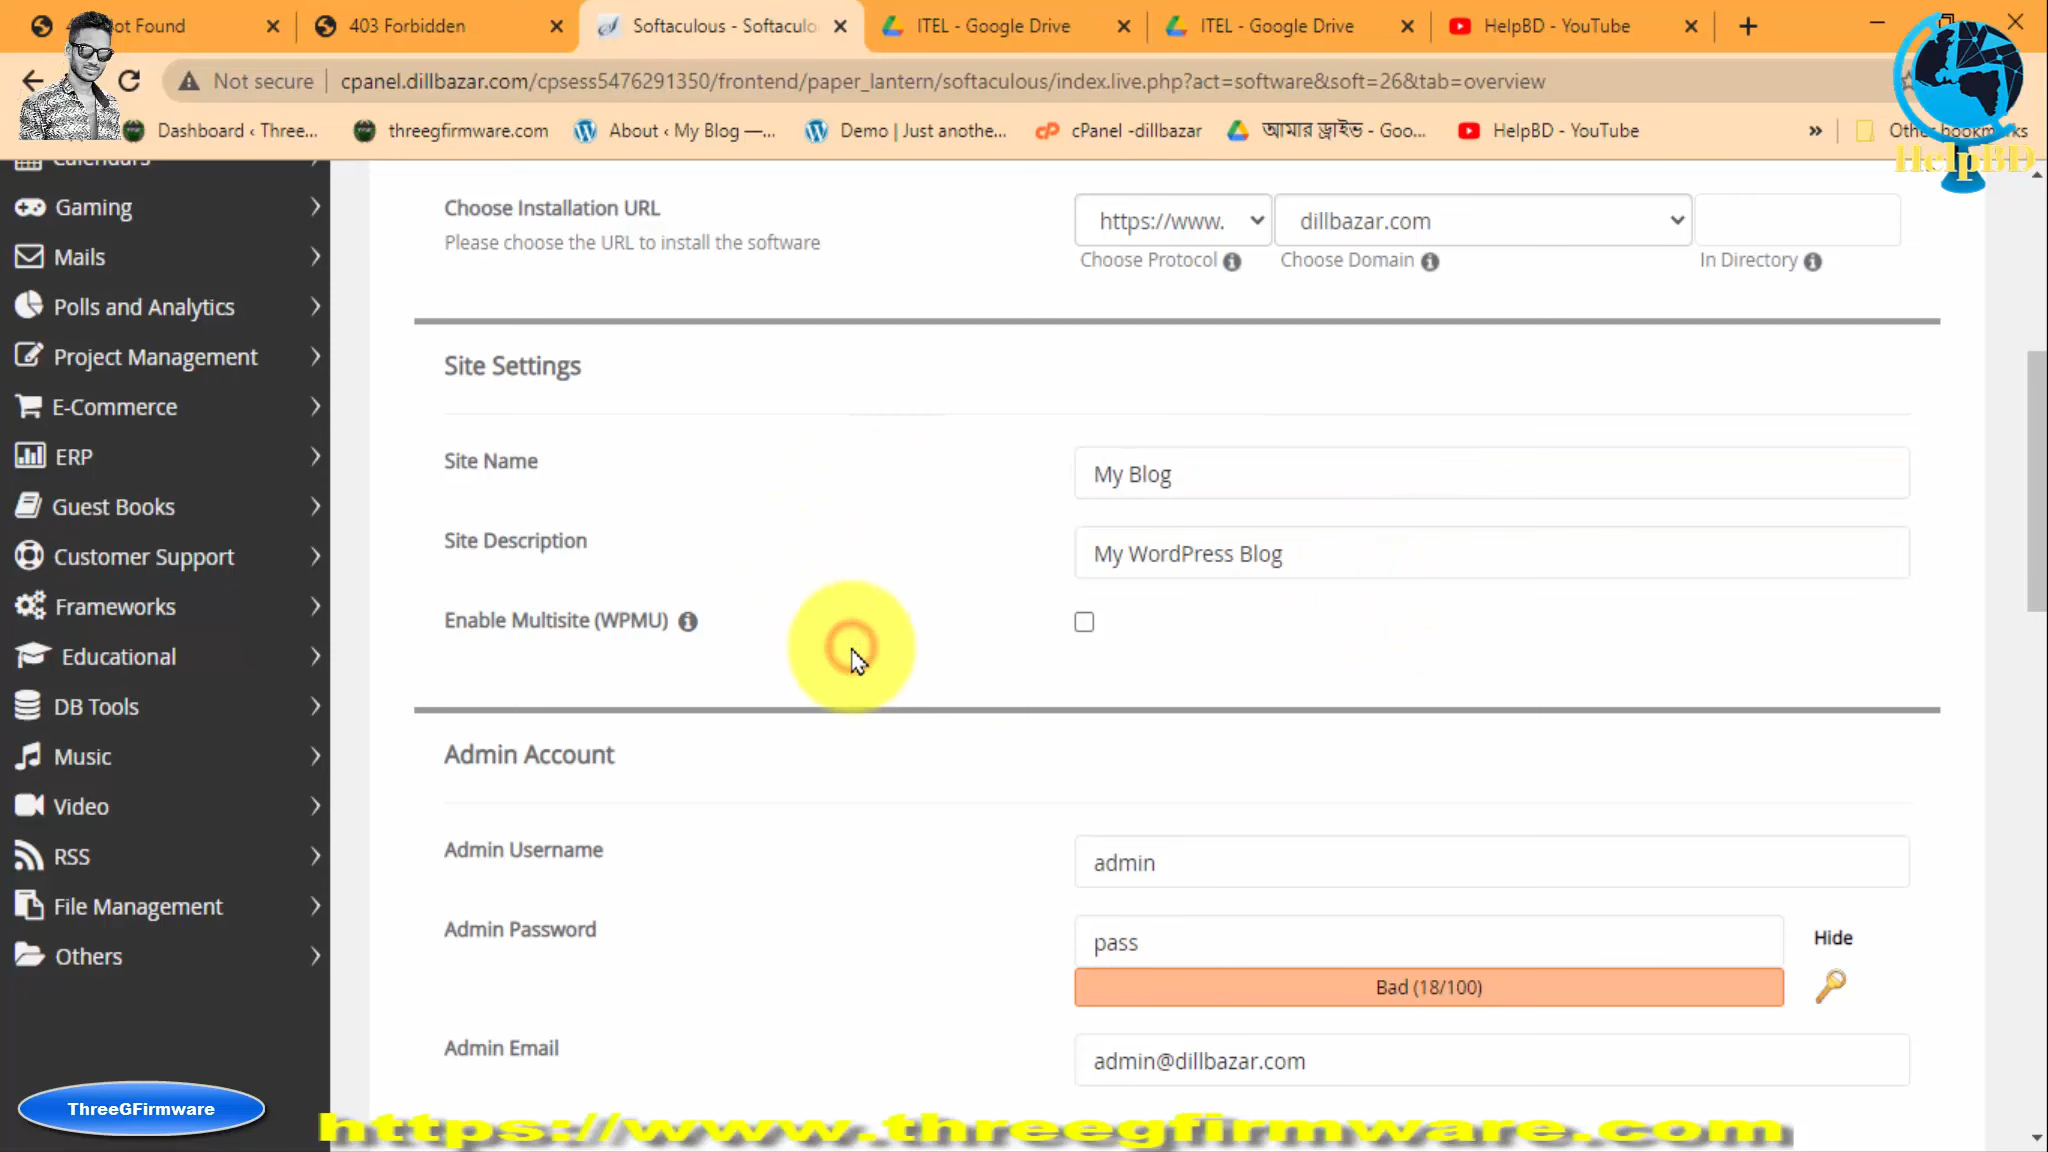 ot Found
403 Forbidden
Softaculous - Softaculo
ITEL - Google Drive
ITEL - Google Drive
HelpBD - YouTube
Not secure
cpanel.dillbazar.com/cpsess5476291350/frontend/paper_lantern/softaculous/index.live.php?act=software&soft=26&tab=overview
Dashboard ‹ Three...
threegfirmware.com
About ‹ My Blog —...
Demo | Just anothe...
cPanel -dillbazar
আমার ড্রাইভ - Goo...
HelpBD - YouTube
»
Other bookmarks
HelpBD
Calendars
Gaming
Mails
Polls and Analytics
Project Management
E-Commerce
ERP
Guest Books
Customer Support
Frameworks
Educational
DB Tools
Music
Video
RSS
File Management
Others
Choose Installation URL
Please choose the URL to install the software
https://www.
dillbazar.com
Choose Protocol
Choose Domain
In Directory
Site Settings
Site Name
My Blog
Site Description
My WordPress Blog
Enable Multisite (WPMU)
Admin Account
Admin Username
admin
Admin Password
pass
Hide
Bad (18/100)
Admin Email
admin@dillbazar.com
ThreeGFirmware
https://www.threegfirmware.com